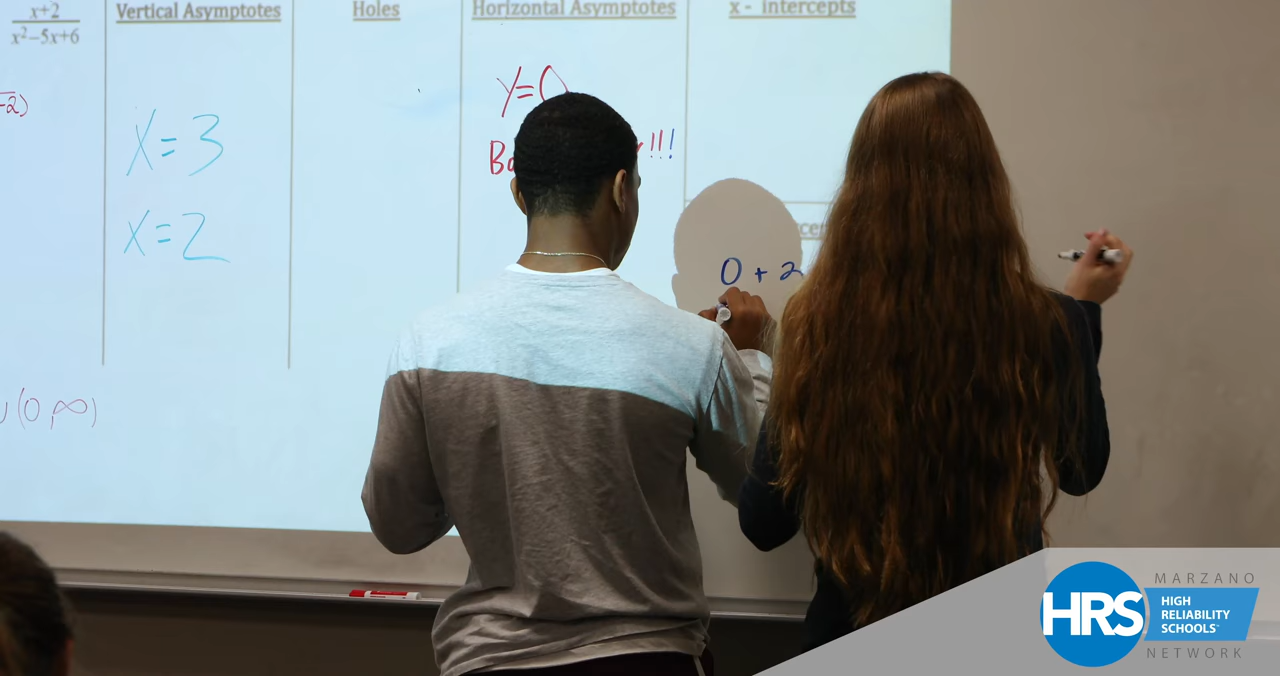 x+2
x²−5x+6
Vertical Asymptotes
Holes
Horizontal Asymptotes
x - intercepts
-2)
X = 3
X = 2
y=0
!!!
0 + 2
(0,∞)
HRS
MARZANO
HIGH
RELIABILITY
SCHOOLS™
NETWORK